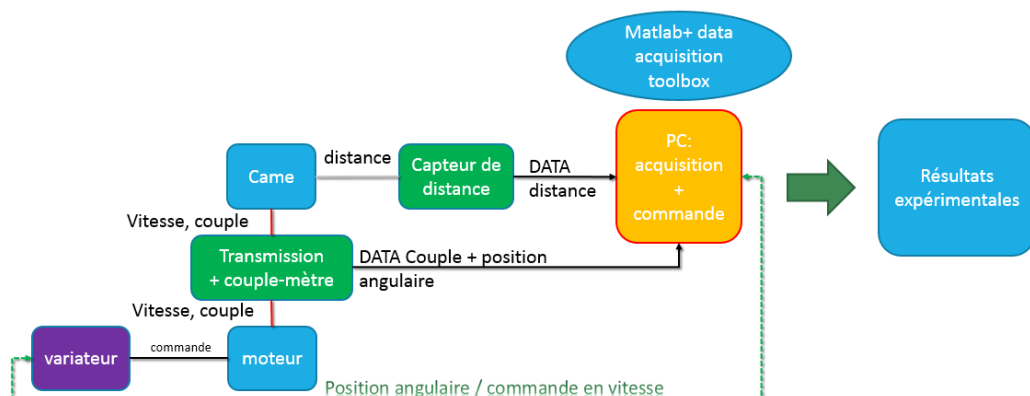 Matlab+ data
acquisition
toolbox
PC:
acquisition
+
commande
Résultats
expérimentales
Came
distance
Capteur de
distance
DATA
distance
Vitesse, couple
Transmission
+ couple-mètre
DATA Couple + position
angulaire
Vitesse, couple
variateur
commande
moteur
Position angulaire / commande en vitesse